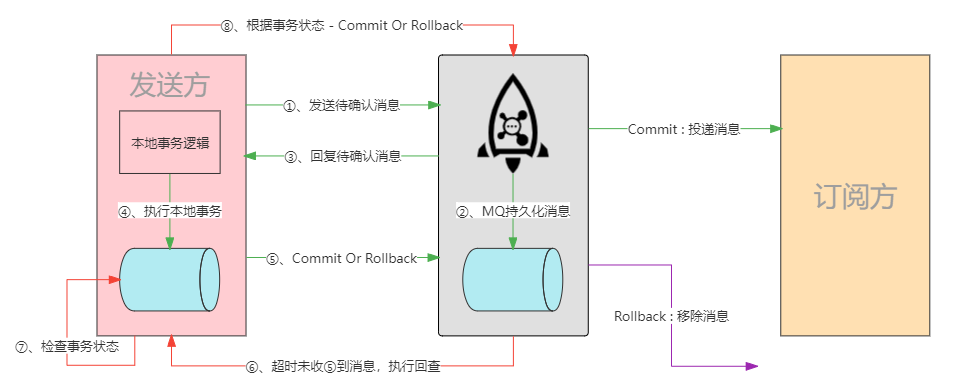 ⑧、根据事务状态 - Commit Or Rollback
发送方
①、发送待确认消息
本地事务逻辑
Commit : 投递消息
③、回复待确认消息
订阅方
④、执行本地事务
②、MQ持久化消息
⑤、Commit Or Rollback
Rollback : 移除消息
⑦、检查事务状态
⑥、超时未收⑤到消息，执行回查